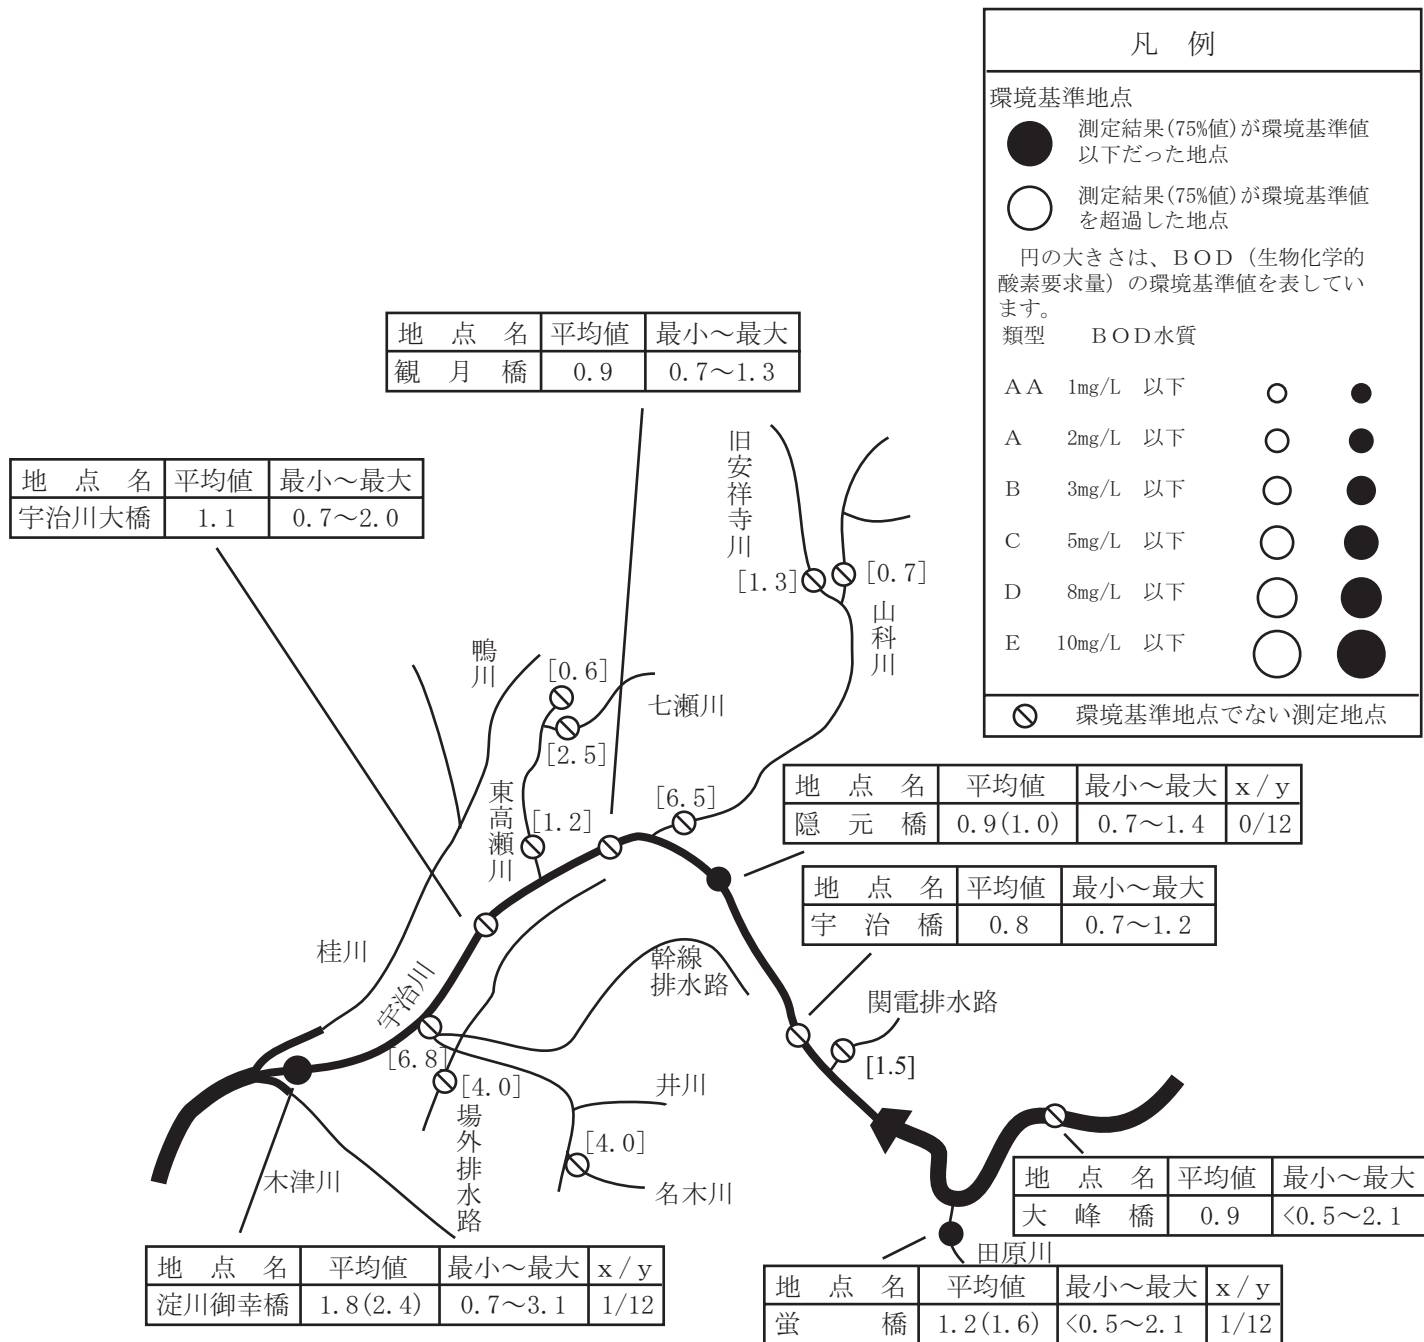 凡 例
環境基準地点
測定結果(75%値)が環境基準値
以下だった地点
測定結果(75%値)が環境基準値
を超過した地点
円の大きさは、BOD(生物化学的
酸素要求量)の環境基準値を表してい
ます。
類型 BOD水質
AA 1mg/L 以下
A 2mg/L 以下
B 3mg/L 以下
C 5mg/L 以下
D 8mg/L 以下
E 10mg/L 以下
環境基準地点でない測定地点
地点名 平均値 最小~最大
観月橋 0.9 0.7~1.3
地点名 平均値 最小~最大
宇治川大橋 1.1 0.7~2.0
旧安祥寺川
[1.3]
[0.7]
山科川
鴨川
[0.6]
七瀬川
[2.5]
東高瀬川
[1.2]
[6.5]
地点名 平均値 最小~最大 x/y
隠元橋 0.9(1.0) 0.7~1.4 0/12
地点名 平均値 最小~最大
宇治橋 0.8 0.7~1.2
桂川
宇治川
幹線
排水路
関電排水路
[1.5]
[6.8]
[4.0]
場外排水路
井川
[4.0]
名木川
木津川
地点名 平均値 最小~最大
大峰橋 0.9 <0.5~2.1
田原川
地点名 平均値 最小~最大 x/y
淀川御幸橋 1.8(2.4) 0.7~3.1 1/12
地点名 平均値 最小~最大 x/y
蛍橋 1.2(1.6) <0.5~2.1 1/12